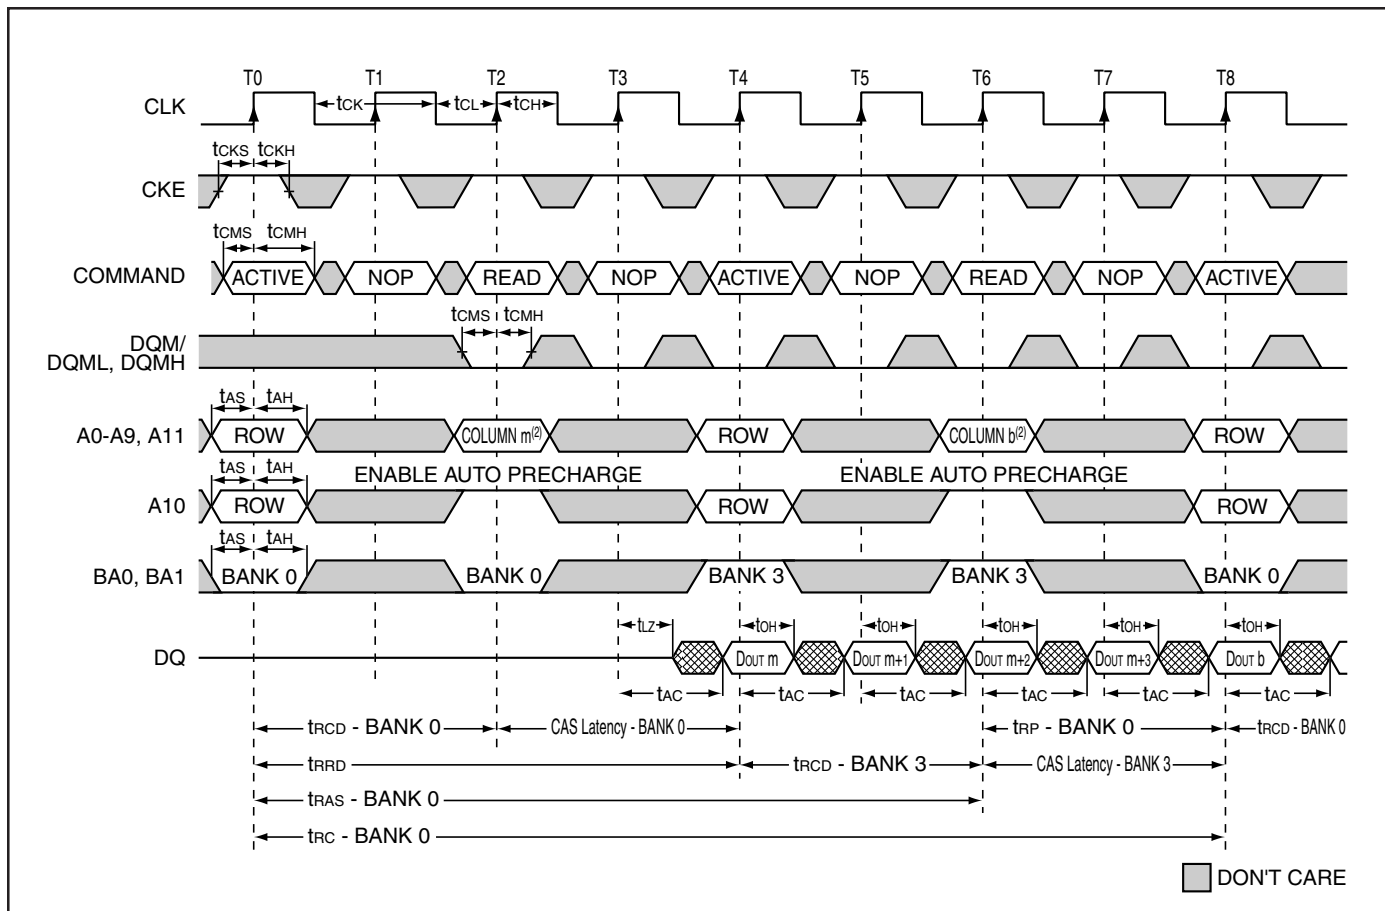 T0 T1 T2 T3 T4 T5 T6 T7 T8
CLK tCK tCL tCH
tCKS tCKH
CKE
tCMS tCMH
COMMAND ACTIVE NOP READ NOP ACTIVE NOP READ NOP ACTIVE
tCMS tCMH
DQM/
DQML, DQMH
tAS tAH
A0-A9, A11 ROW COLUMN m(2) ROW COLUMN b(2) ROW
tAS tAH ENABLE AUTO PRECHARGE ENABLE AUTO PRECHARGE
A10 ROW ROW ROW
tAS tAH
BA0, BA1 BANK 0 BANK 0 BANK 3 BANK 3 BANK 0
tLZ tOH tOH tOH tOH tOH
DQ DOUT m DOUT m+1 DOUT m+2 DOUT m+3 DOUT b
tAC tAC tAC tAC tAC tAC
tRCD - BANK 0 CAS Latency - BANK 0 tRP - BANK 0 tRCD - BANK 0
tRRD tRCD - BANK 3 CAS Latency - BANK 3
tRAS - BANK 0
tRC - BANK 0
DON'T CARE